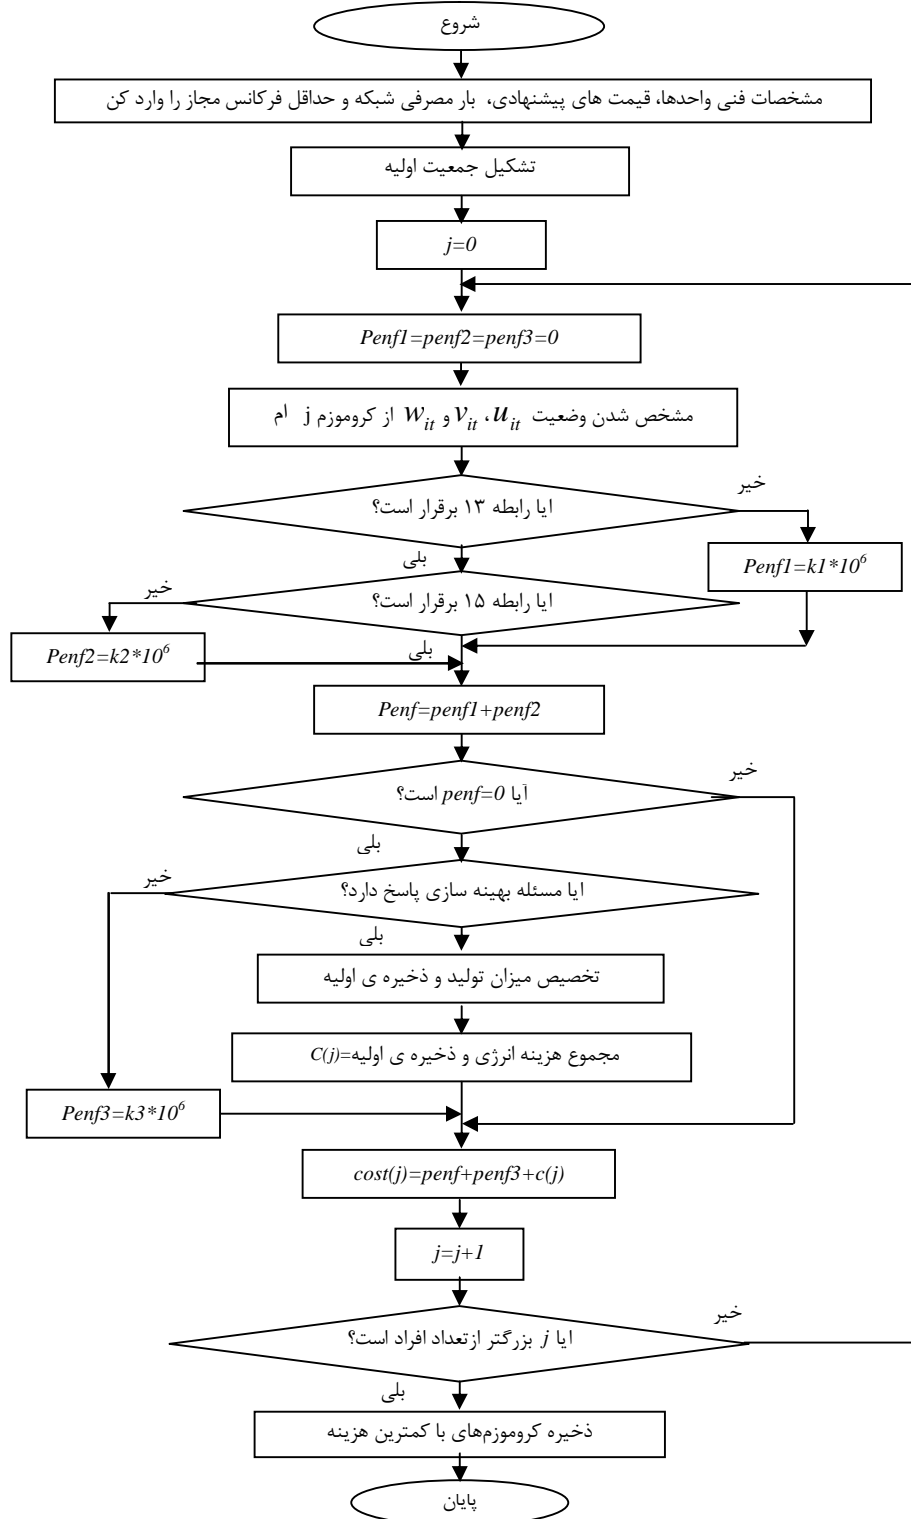 شروع
مشخصات فنی واحدها، قیمت های پیشنهادی، بار مصرفی شبکه و حداقل فرکانس مجاز را وارد کن
تشکیل جمعیت اولیه
j=0
Penf1=penf2=penf3=0
مشخص شدن وضعیت u_it، v_it و w_it از کروموزم j ام
ایا رابطه ۱۳ برقرار است؟
خیر
بلی
Penf1=k1*10^6
ایا رابطه ۱۵ برقرار است؟
خیر
بلی
Penf2=k2*10^6
Penf=penf1+penf2
آیا penf=0 است؟
خیر
بلی
ایا مسئله بهینه سازی پاسخ دارد؟
خیر
بلی
تخصیص میزان تولید و ذخیره ی اولیه
مجموع هزینه انرژی و ذخیره ی اولیه=C(j)
Penf3=k3*10^6
cost(j)=penf+penf3+c(j)
j=j+1
ایا j بزرگتر ازتعداد افراد است؟
خیر
بلی
ذخیره کروموزم‌های با کمترین هزینه
پایان